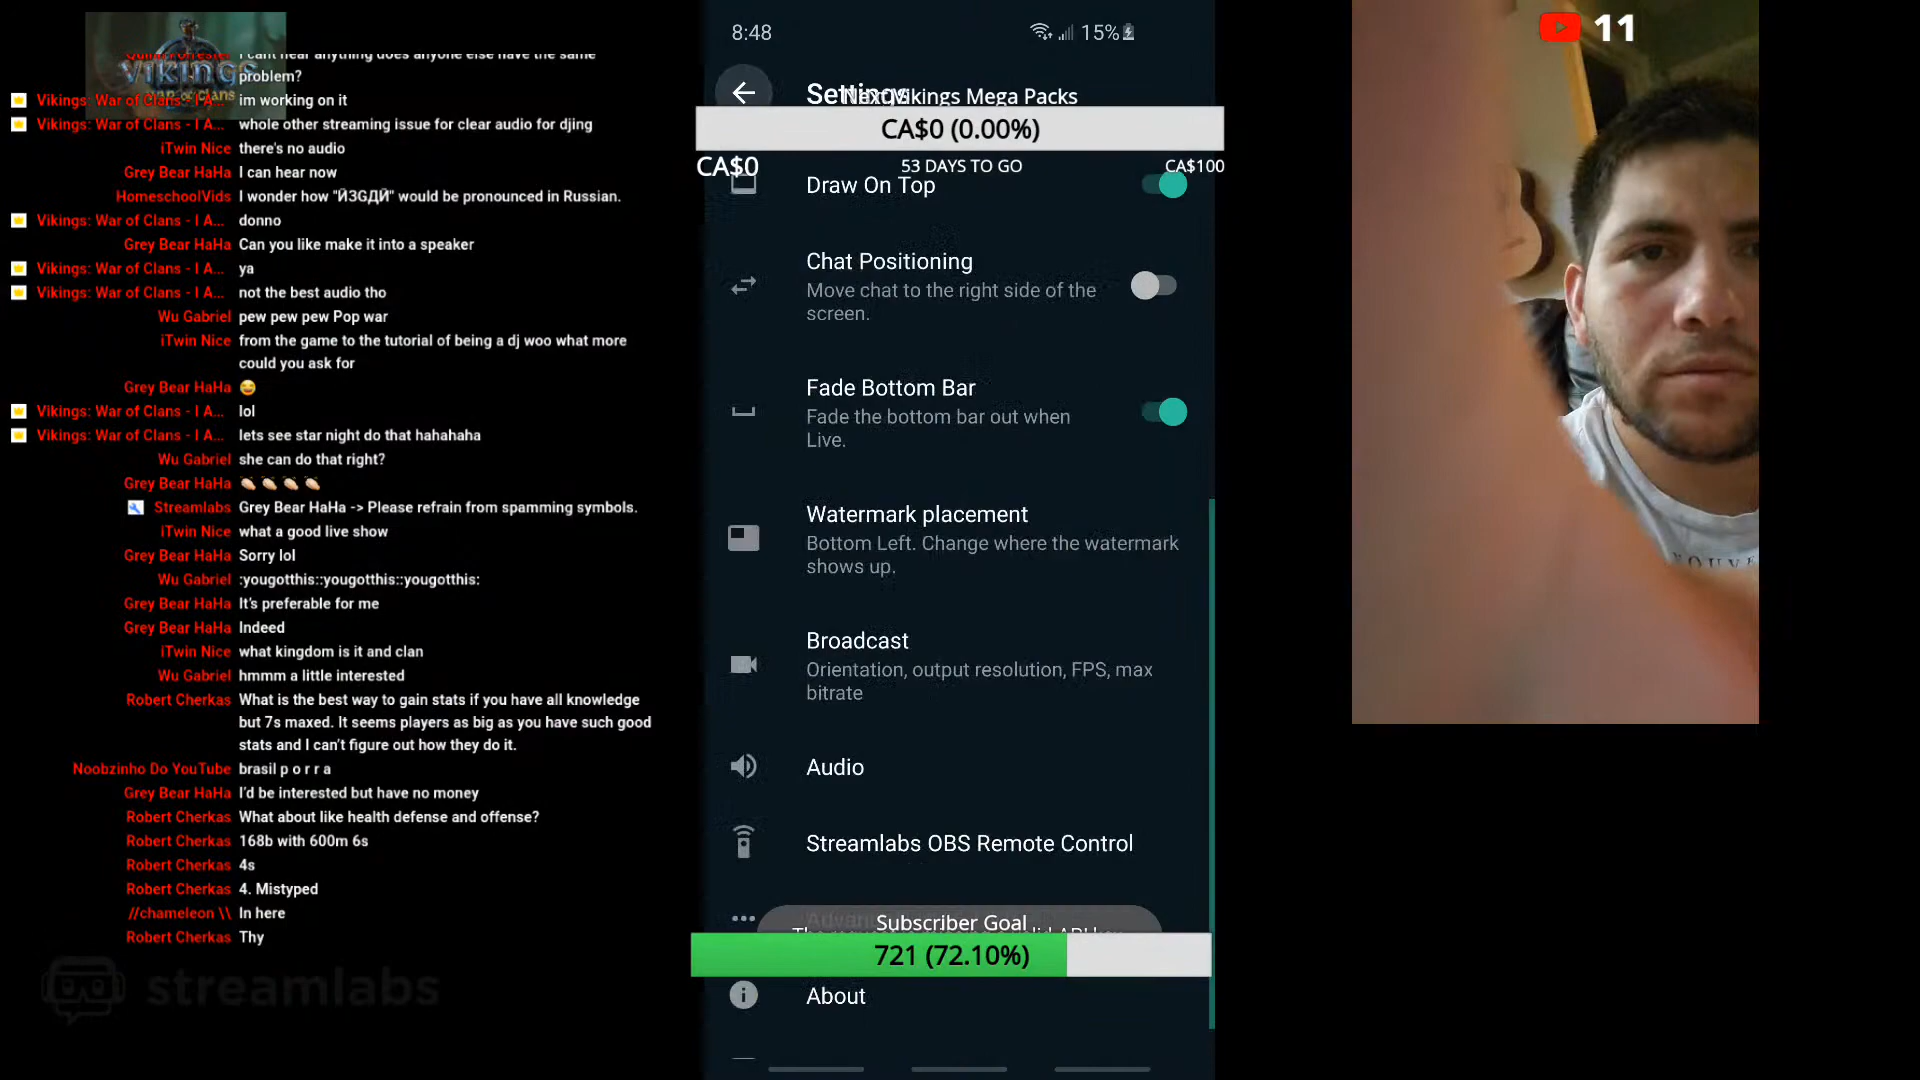 VIKINGS
WAR OF CLANS
I cant hear anything does anyone else have the same
problem?
Vikings: War of Clans - I A... im working on it
Vikings: War of Clans - I A... whole other streaming issue for clear audio for djing
iTwin Nice there's no audio
Grey Bear HaHa I can hear now
HomeschoolVids I wonder how "ЙЗGДЙ" would be pronounced in Russian.
Vikings: War of Clans - I A... donno
Grey Bear HaHa Can you like make it into a speaker
Vikings: War of Clans - I A... ya
Vikings: War of Clans - I A... not the best audio tho
Wu Gabriel pew pew pew Pop war
iTwin Nice from the game to the tutorial of being a dj woo what more
could you ask for
Grey Bear HaHa 😂
Vikings: War of Clans - I A... lol
Vikings: War of Clans - I A... lets see star night do that hahahaha
Wu Gabriel she can do that right?
Grey Bear HaHa
Streamlabs Grey Bear HaHa -> Please refrain from spamming symbols.
iTwin Nice what a good live show
Grey Bear HaHa Sorry lol
Wu Gabriel :yougotthis::yougotthis::yougotthis:
Grey Bear HaHa It's preferable for me
Grey Bear HaHa Indeed
iTwin Nice what kingdom is it and clan
Wu Gabriel hmmm a little interested
Robert Cherkas What is the best way to gain stats if you have all knowledge
but 7s maxed. It seems players as big as you have such good
stats and I can't figure out how they do it.
Noobzinho Do YouTube brasil p o r r a
Grey Bear HaHa I'd be interested but have no money
Robert Cherkas What about like health defense and offense?
Robert Cherkas 168b with 600m 6s
Robert Cherkas 4s
Robert Cherkas 4. Mistyped
//chameleon \\ In here
Robert Cherkas Thy
streamlabs
8:48
15%
Settings
Next Vikings Mega Packs
CA$0 (0.00%)
CA$0 53 DAYS TO GO CA$100
Draw On Top
Chat Positioning
Move chat to the right side of the
screen.
Fade Bottom Bar
Fade the bottom bar out when
Live.
Watermark placement
Bottom Left. Change where the watermark
shows up.
Broadcast
Orientation, output resolution, FPS, max
bitrate
Audio
Streamlabs OBS Remote Control
Subscriber Goal
721 (72.10%)
About
11